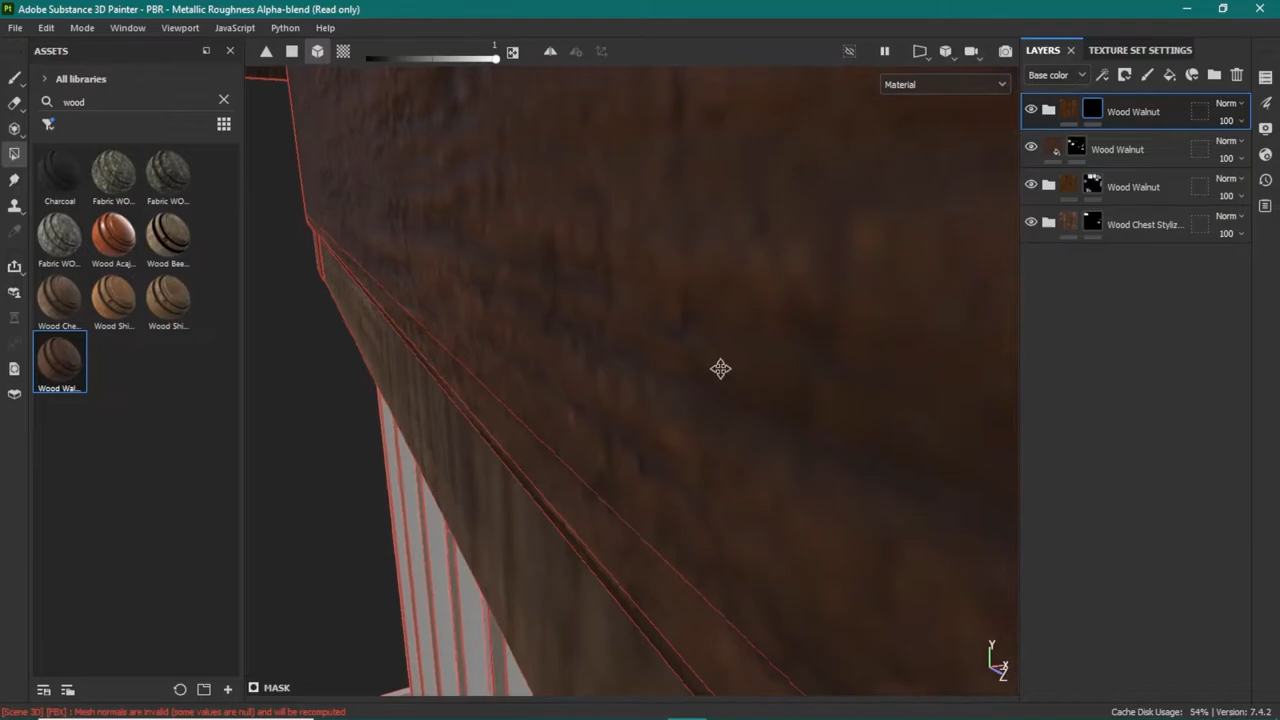 Pt Adobe Substance 3D Painter - PBR - Metallic Roughness Alpha-blend (Read only)
File Edit Mode Window Viewport JavaScript Python Help
ASSETS
All libraries
wood
Charcoal Fabric WO... Fabric WO...
Fabric WO... Wood Acaj... Wood Bee...
Wood Che... Wood Shi... Wood Shi...
Wood Wal...
1
Material
Y
X
Z
MASK
LAYERS TEXTURE SET SETTINGS
Base color
Wood Walnut Norm
100
Wood Walnut Norm
100
Wood Walnut Norm
100
Wood Chest Styliz... Norm
100
[Scene 3D] [FBX] : Mesh normals are invalid (some values are null) and will be recomputed
Cache Disk Usage: 54% | Version: 7.4.2